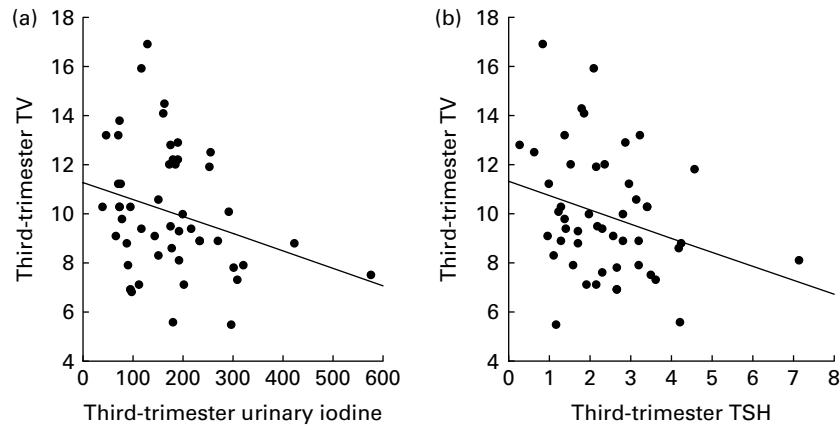 (a)
18
16
14
12
10
8
6
4
Third-trimester TV
0 100 200 300 400 500 600
Third-trimester urinary iodine
(b)
18
16
14
12
10
8
6
4
Third-trimester TV
0 1 2 3 4 5 6 7 8
Third-trimester TSH